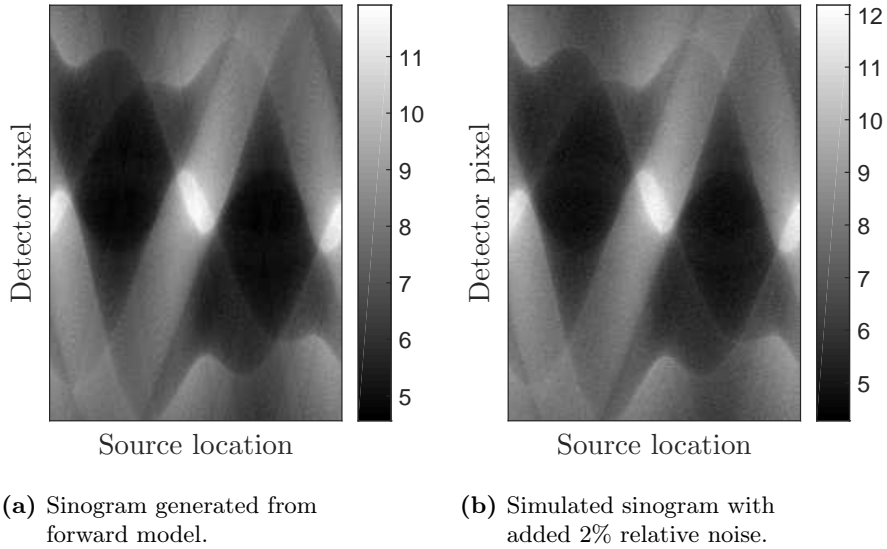 Detector pixel
11
10
9
8
7
6
5
Source location
(a) Sinogram generated from
forward model.
Detector pixel
12
11
10
9
8
7
6
5
Source location
(b) Simulated sinogram with
added 2% relative noise.